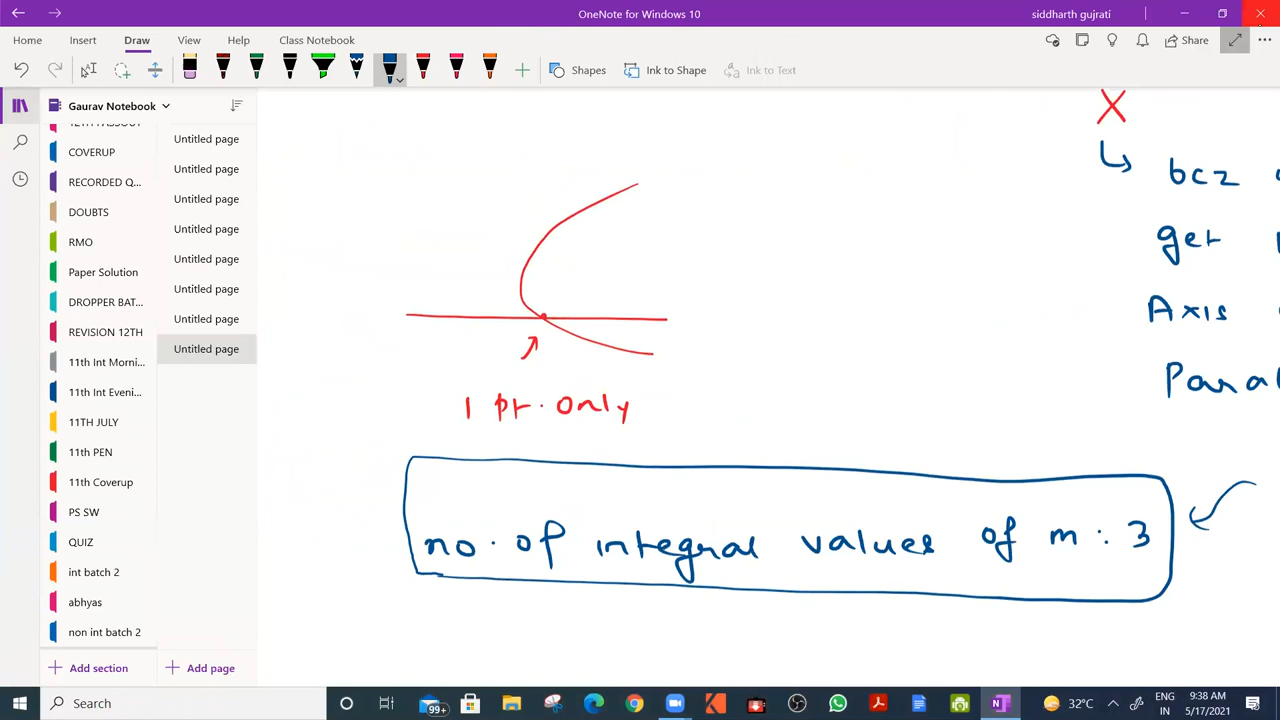 OneNote for Windows 10
siddharth gujrati
Home Insert Draw View Help Class Notebook
Share
Shapes Ink to Shape Ink to Text
Gaurav Notebook
COVERUP
RECORDED Q...
DOUBTS
RMO
Paper Solution
DROPPER BAT...
REVISION 12TH
11th Int Morni...
11th Int Eveni...
11TH JULY
11th PEN
11th Coverup
PS SW
QUIZ
int batch 2
abhyas
non int batch 2
Add section
Untitled page
Untitled page
Untitled page
Untitled page
Untitled page
Untitled page
Untitled page
Untitled page
Add page
X
bcz
get
Axis
Para
1 pt. only
no. of integral values of m : 3
Search
99+
32°C
ENG
IN
9:38 AM
5/17/2021